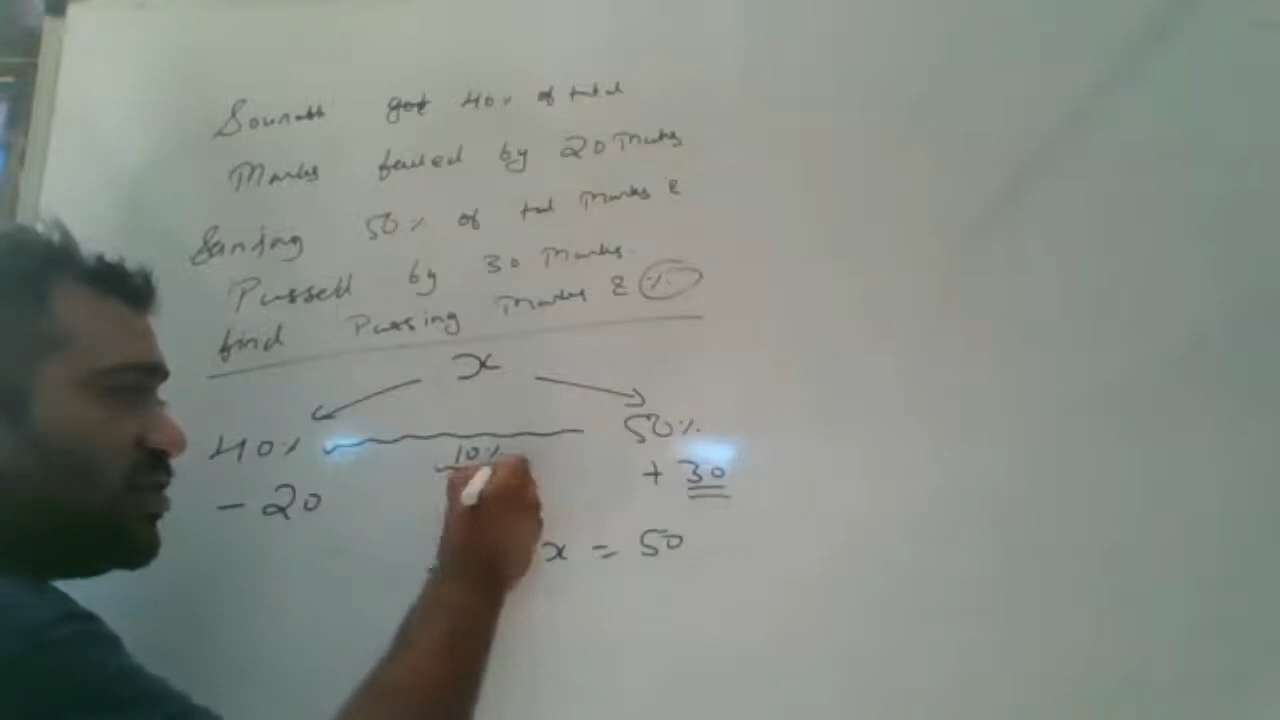 Sourabh got 40% of total
Marks failed by 20 Marks
Sanjay 50% of total Marks &
Passed by 30 Marks
find Passing Marks & %
x
40% 50%
10%
- 20 + 30
x = 50